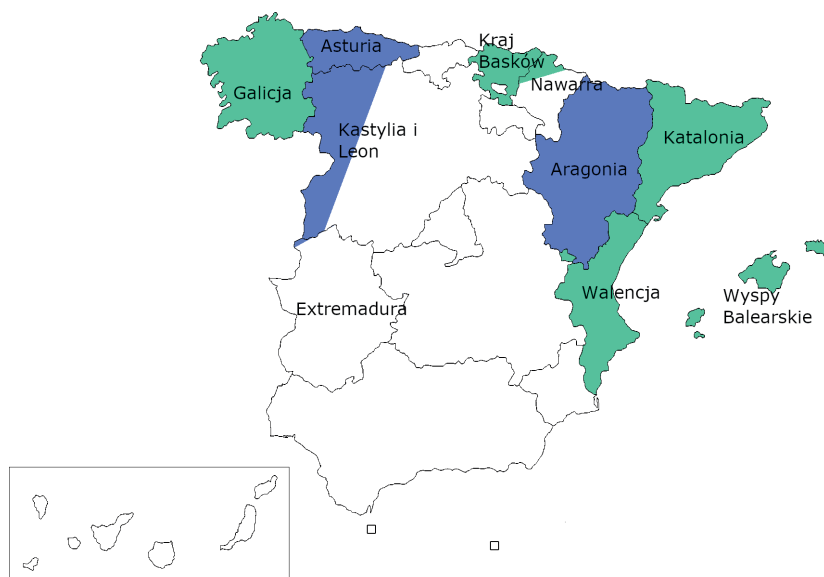 Asturia
Kraj
Basków
Nawarra
Galicja
Kastylia i
Leon
Katalonia
Aragonia
Walencja
Wyspy
Balearskie
Extremadura